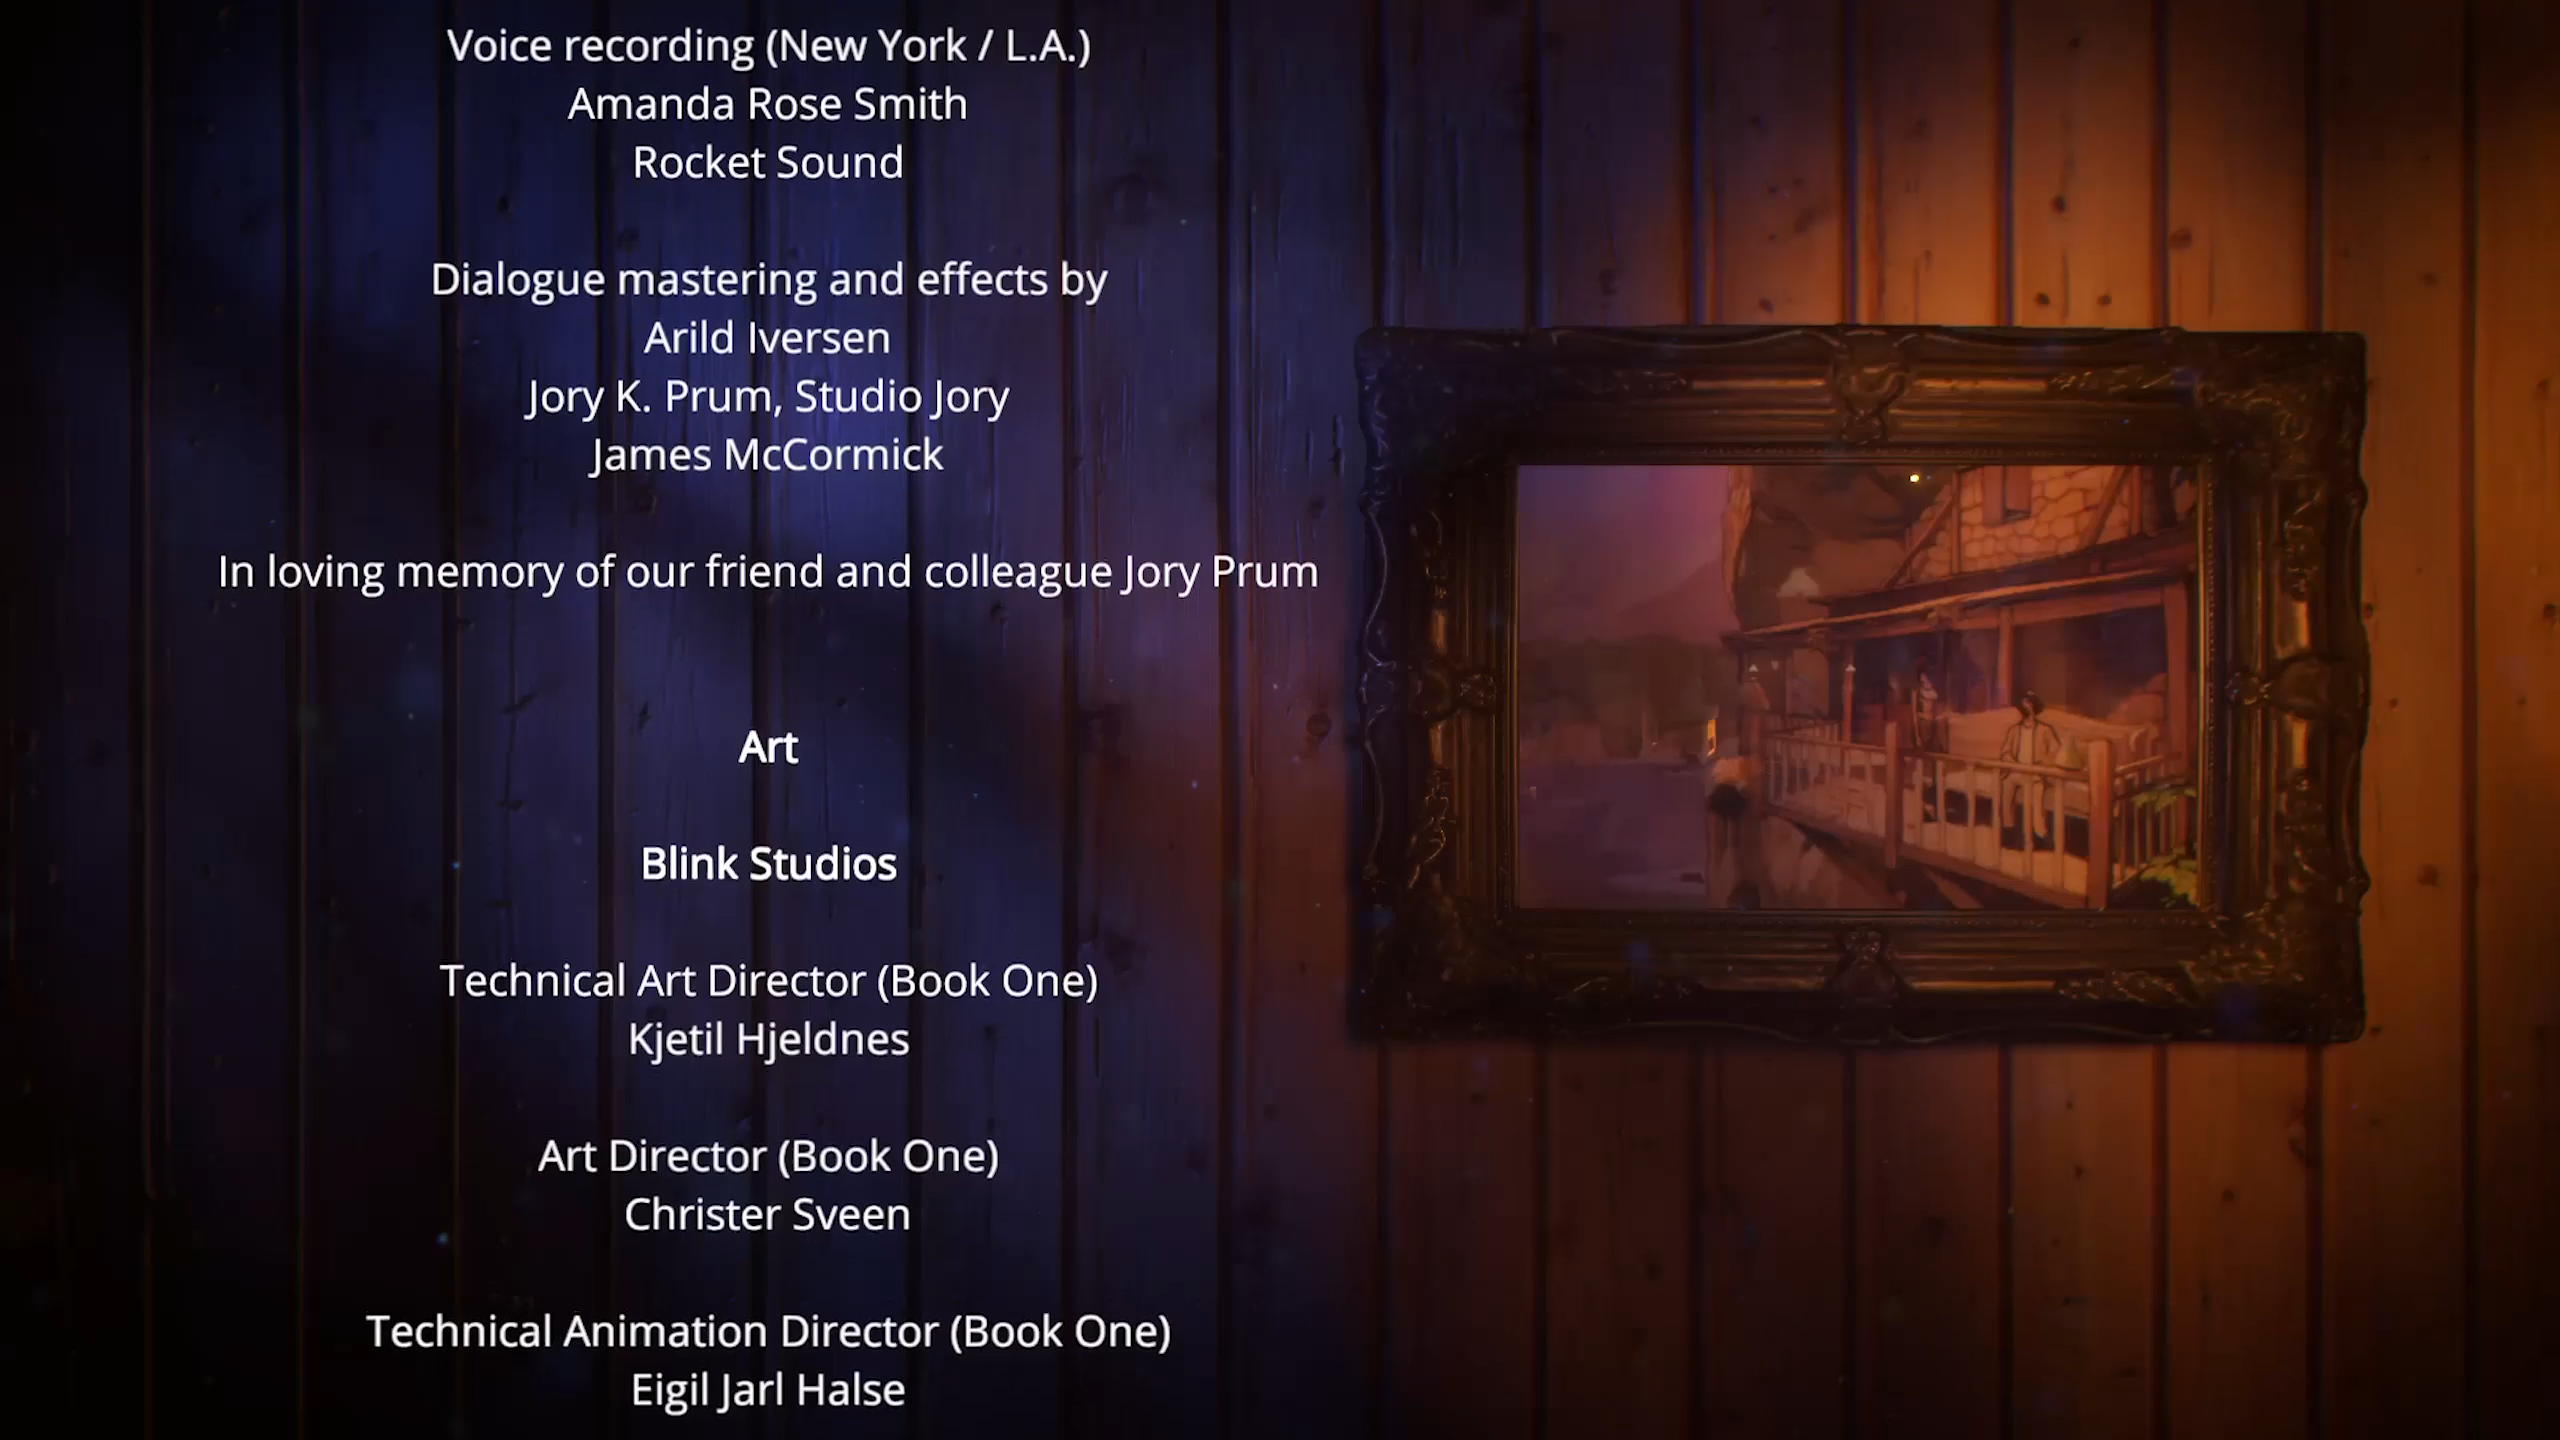 Voice recording (New York / L.A.)
Amanda Rose Smith
Rocket Sound
Dialogue mastering and effects by
Arild Iversen
Jory K. Prum, Studio Jory
James McCormick
In loving memory of our friend and colleague Jory Prum
Art
Blink Studios
Technical Art Director (Book One)
Kjetil Hjeldnes
Art Director (Book One)
Christer Sveen
Technical Animation Director (Book One)
Eigil Jarl Halse